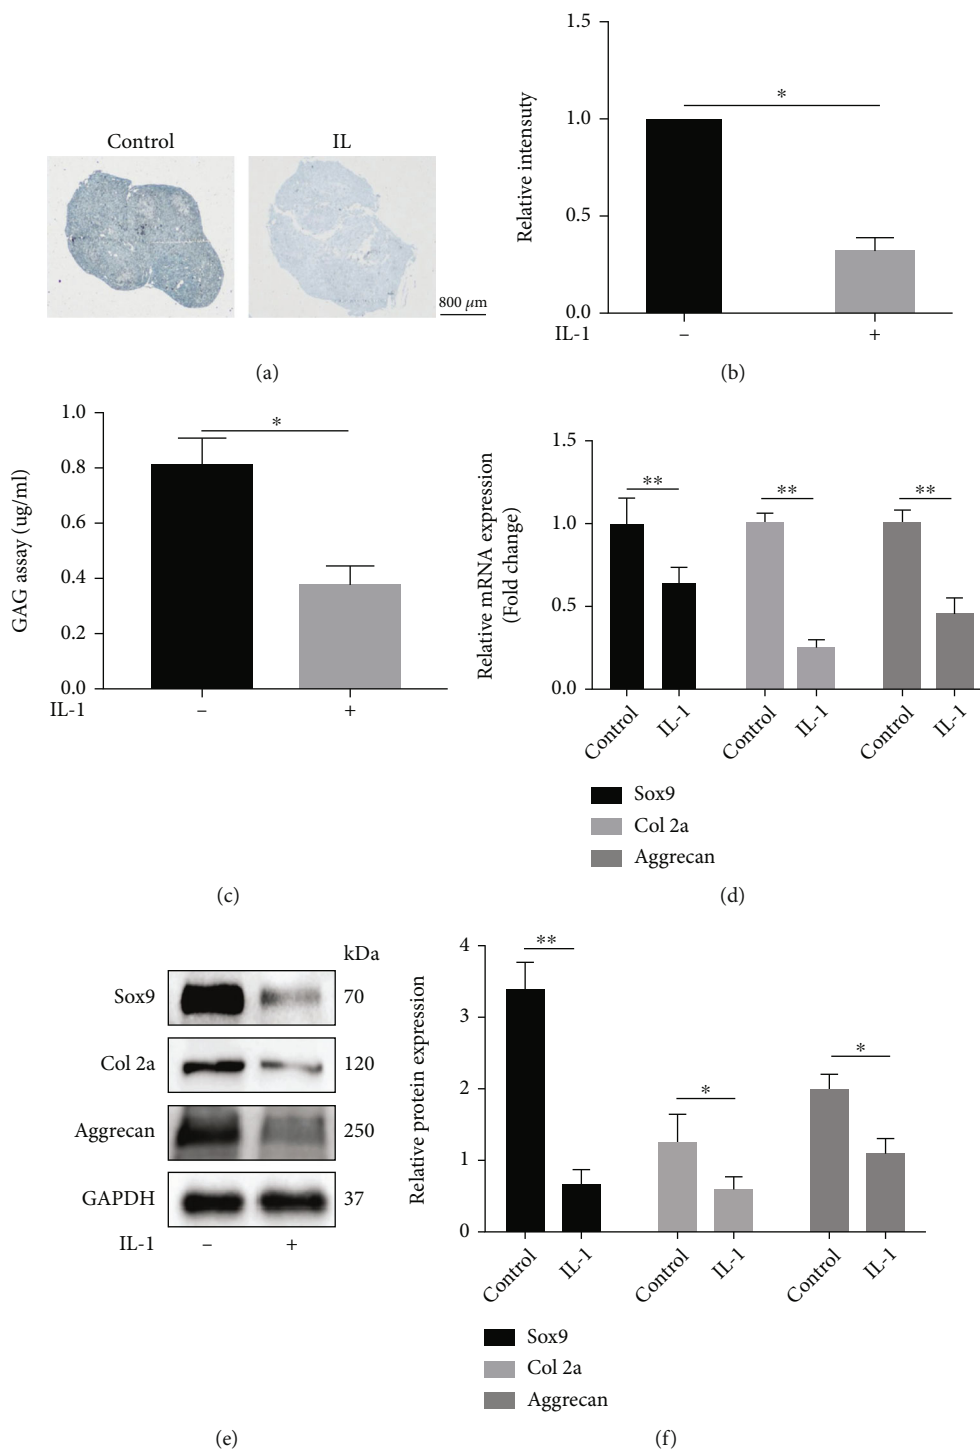 Control
IL
800 µm
(a)
Relative intensuty
1.5
1.0
0.5
0.0
*
IL-1
–
+
(b)
GAG assay (ug/ml)
1.0
0.8
0.6
0.4
0.2
0.0
*
IL-1
–
+
(c)
Relative mRNA expression
(Fold change)
1.5
1.0
0.5
0.0
**
**
**
Control
IL-1
Control
IL-1
Control
IL-1
Sox9
Col 2a
Aggrecan
(d)
kDa
Sox9 70
Col 2a 120
Aggrecan 250
GAPDH 37
IL-1 – +
(e)
Relative protein expression
4
3
2
1
0
**
*
*
Control
IL-1
Control
IL-1
Control
IL-1
Sox9
Col 2a
Aggrecan
(f)